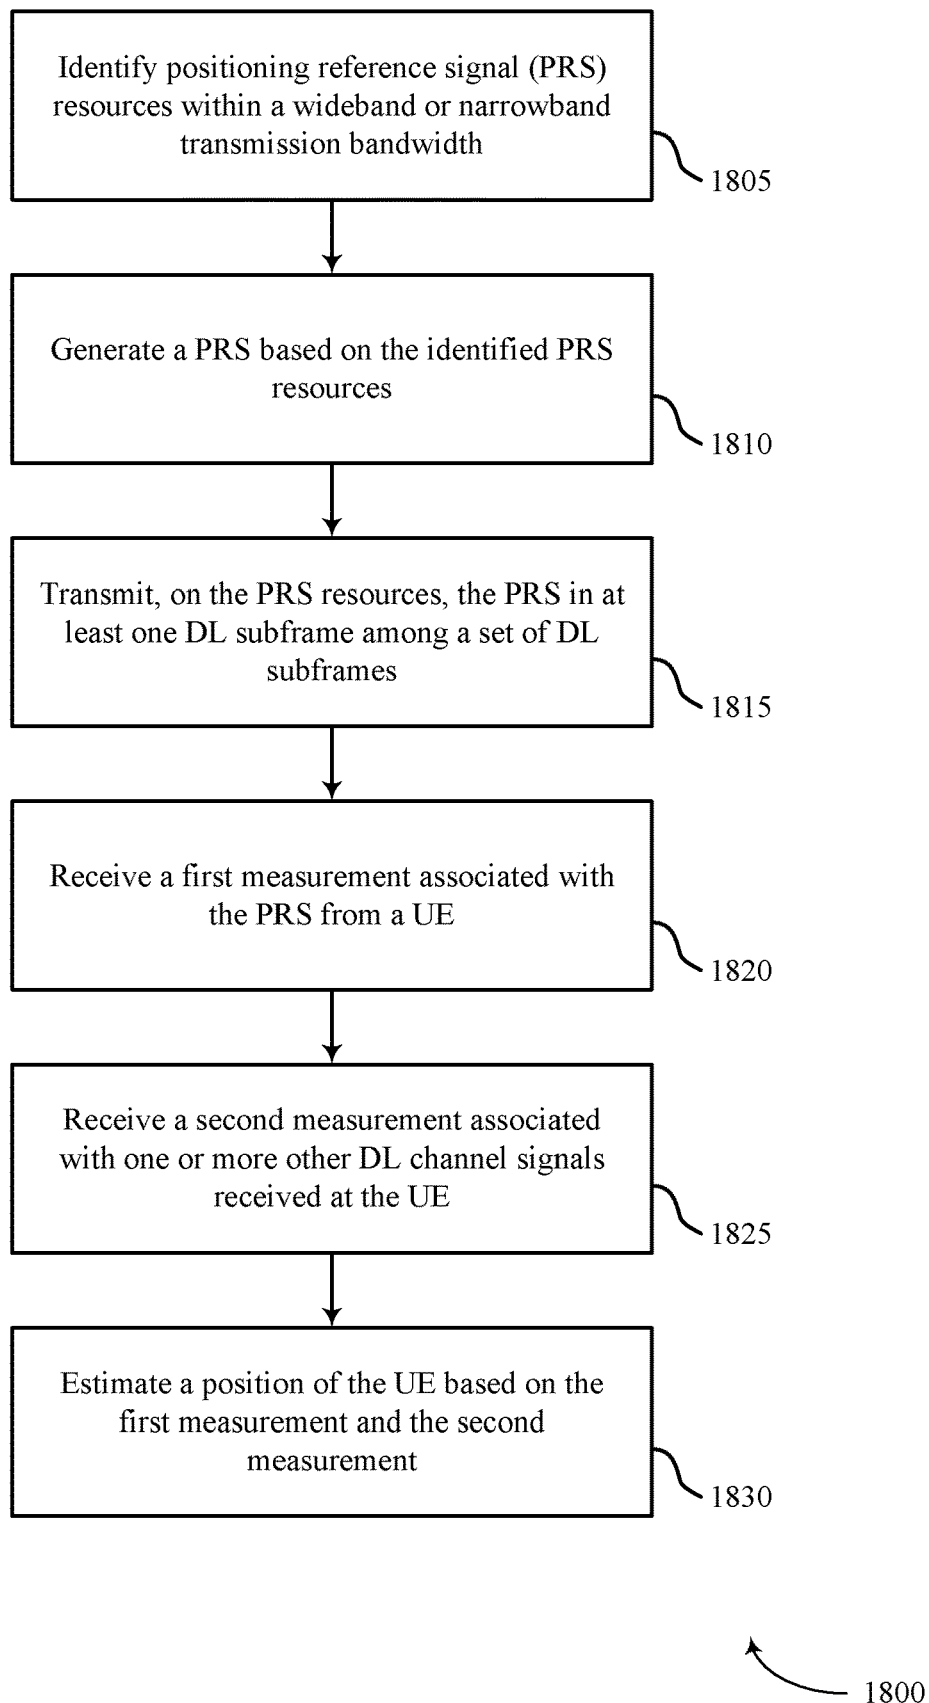 Identify positioning reference signal (PRS)
resources within a wideband or narrowband
transmission bandwidth
1805
Generate a PRS based on the identified PRS
resources
1810
Transmit, on the PRS resources, the PRS in at
least one DL subframe among a set of DL
subframes
1815
Receive a first measurement associated with
the PRS from a UE
1820
Receive a second measurement associated
with one or more other DL channel signals
received at the UE
1825
Estimate a position of the UE based on the
first measurement and the second
measurement
1830
1800